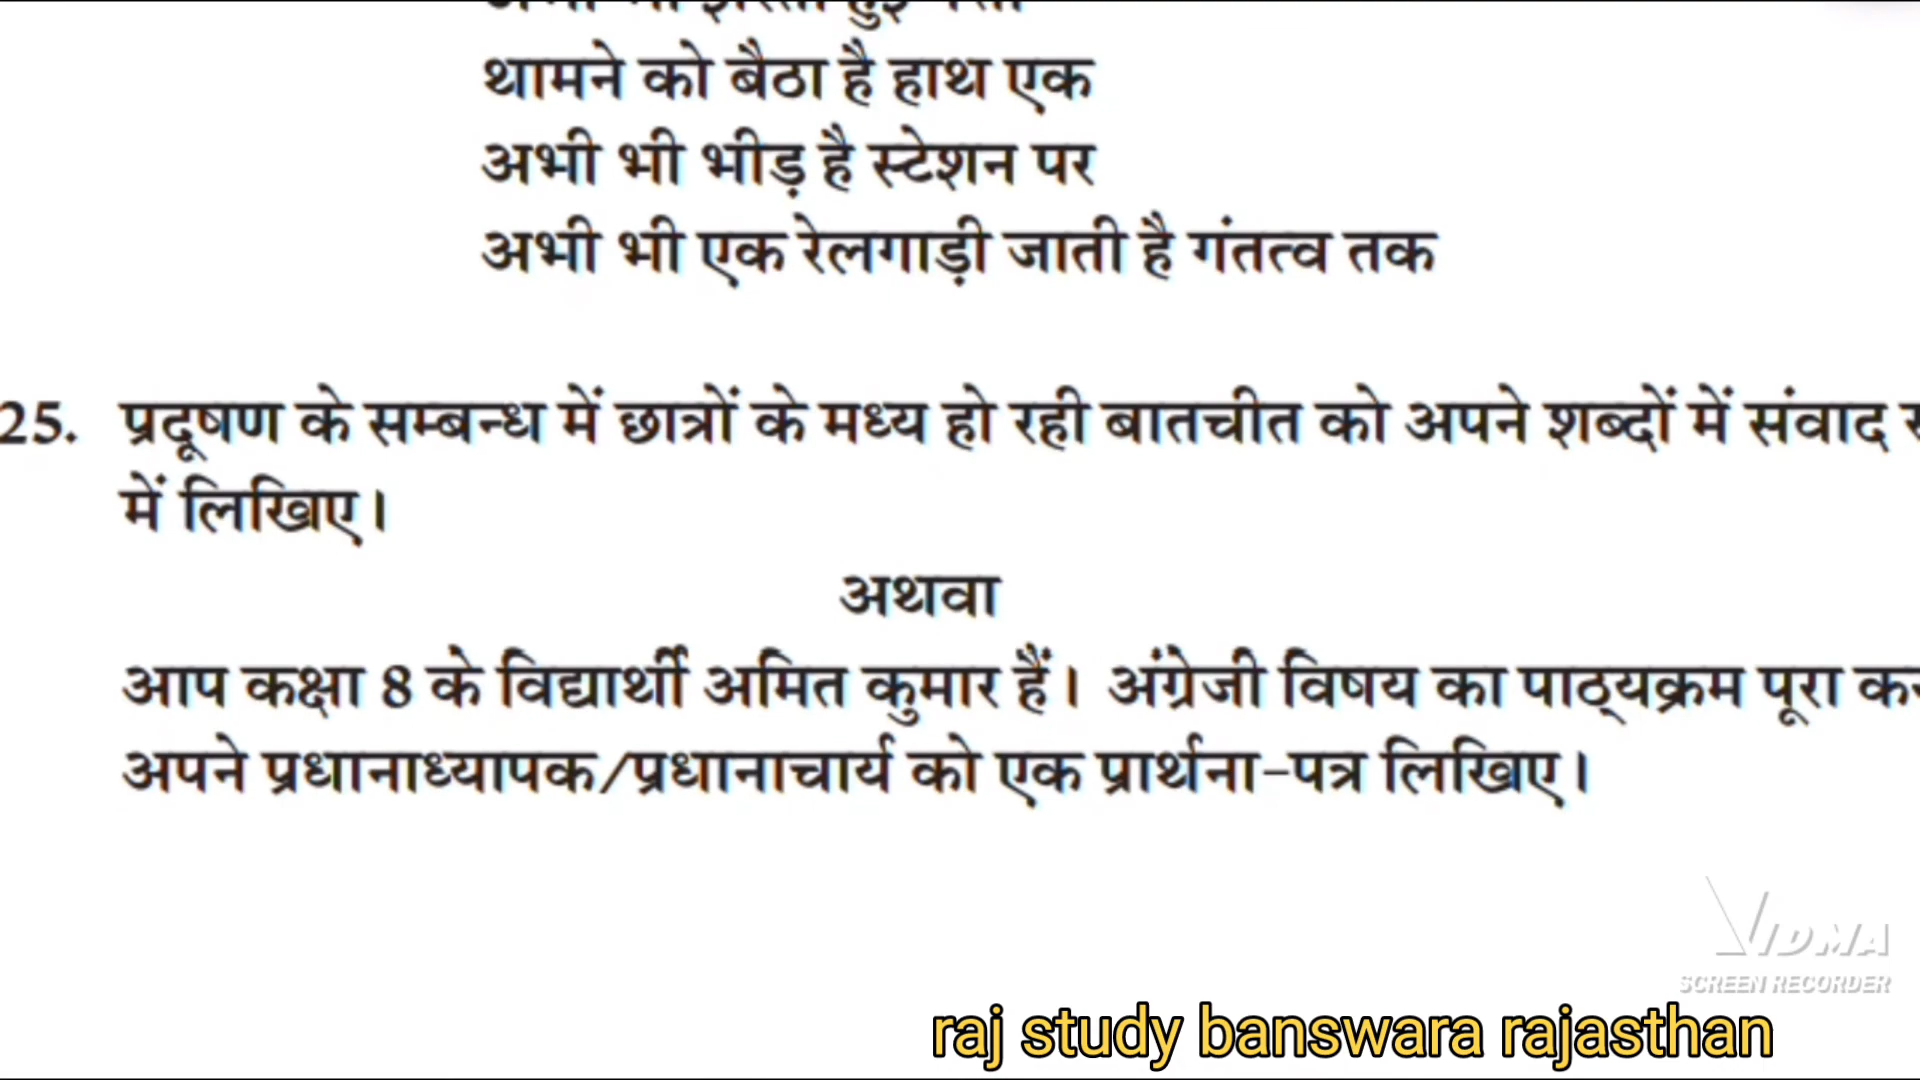 थामने को बैठा है हाथ एक
अभी भी भीड़ है स्टेशन पर
अभी भी एक रेलगाड़ी जाती है गंतत्व तक
25. प्रदूषण के सम्बन्ध में छात्रों के मध्य हो रही बातचीत को अपने शब्दों में संवाद
में लिखिए।
अथवा
आप कक्षा 8 के विद्यार्थी अमित कुमार हैं। अंग्रेजी विषय का पाठ्यक्रम पूरा
अपने प्रधानाध्यापक/प्रधानाचार्य को एक प्रार्थना-पत्र लिखिए।
VIDMA
SCREEN RECORDER
raj study banswara rajasthan